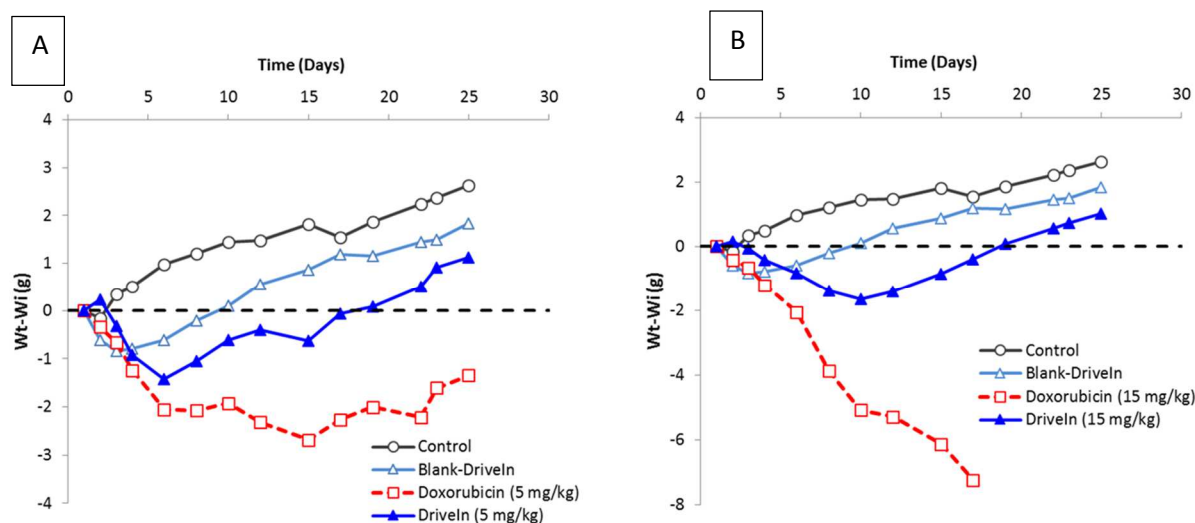 A
Time (Days)
0 5 10 15 20 25 30
4
3
2
1
0
-1
-2
-3
-4
Wt-Wi (g)
Control
Blank-DriveIn
Doxorubicin (5 mg/kg)
DriveIn (5 mg/kg)
B
Time (Days)
0 5 10 15 20 25 30
4
2
0
-2
-4
-6
-8
Wt-Wi (g)
Control
Blank-DriveIn
Doxorubicin (15 mg/kg)
DriveIn (15 mg/kg)